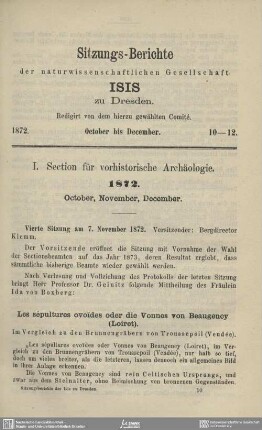 Sitzungs-Berichte
der naturwissenschaftlichen Gesellschaft
ISIS
zu Dresden.
Redigirt von dem hierzu gewählten Comité.
1872. October bis December. 10—12.
I. Section für vorhistorische Archäologie.
1872.
October, November, December.
Vierte Sitzung am 7. November 1872. Vorsitzender: Bergdirector
Klemm.
Der Vorsitzende eröffnet die Sitzung mit Vornahme der Wahl
der Sectionsbeamten auf das Jahr 1873, deren Resultat ergiebt, dass
sämmtliche bisherige Beamte wieder gewählt werden.
Nach Verlesung und Vollziehung des Protokolls der letzten Sitzung
bringt Herr Professor Dr. Geinitz folgende Mittheilung des Fräulein
Ida von Boxberg:
Les sépultures ovoides oder die Vonnes von Beaugency
(Loiret).
Im Vergleich zu den Brunnengräbern von Troussepoil (Vendée).
„Les sépultures ovoides oder Vonnes von Beaugency (Loiret), im Ver-
gleich zu den Brunnengräbern von Troussepoil (Vendée), nur halb so tief,
doch um vieles breiter, als die letzteren, lassen dennoch ein allgemeines Bild
in ihrer Anlage erkennen.
Die Vonnes von Beaugency sind rein Celtischen Ursprungs, und
zwar aus dem Steinalter, ohne Beimischung von bronzenen Gegenständen.
Sitzungsberichte der Isis zu Dresden. 10